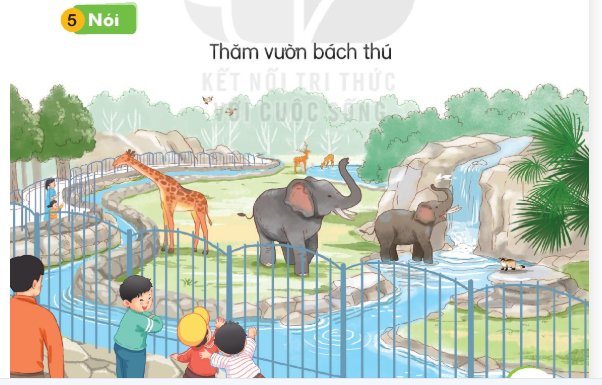 5 Nói
Thăm vườn bách thú
KẾT NỐI TRI THỨC
VỚI CUỘC SỐNG